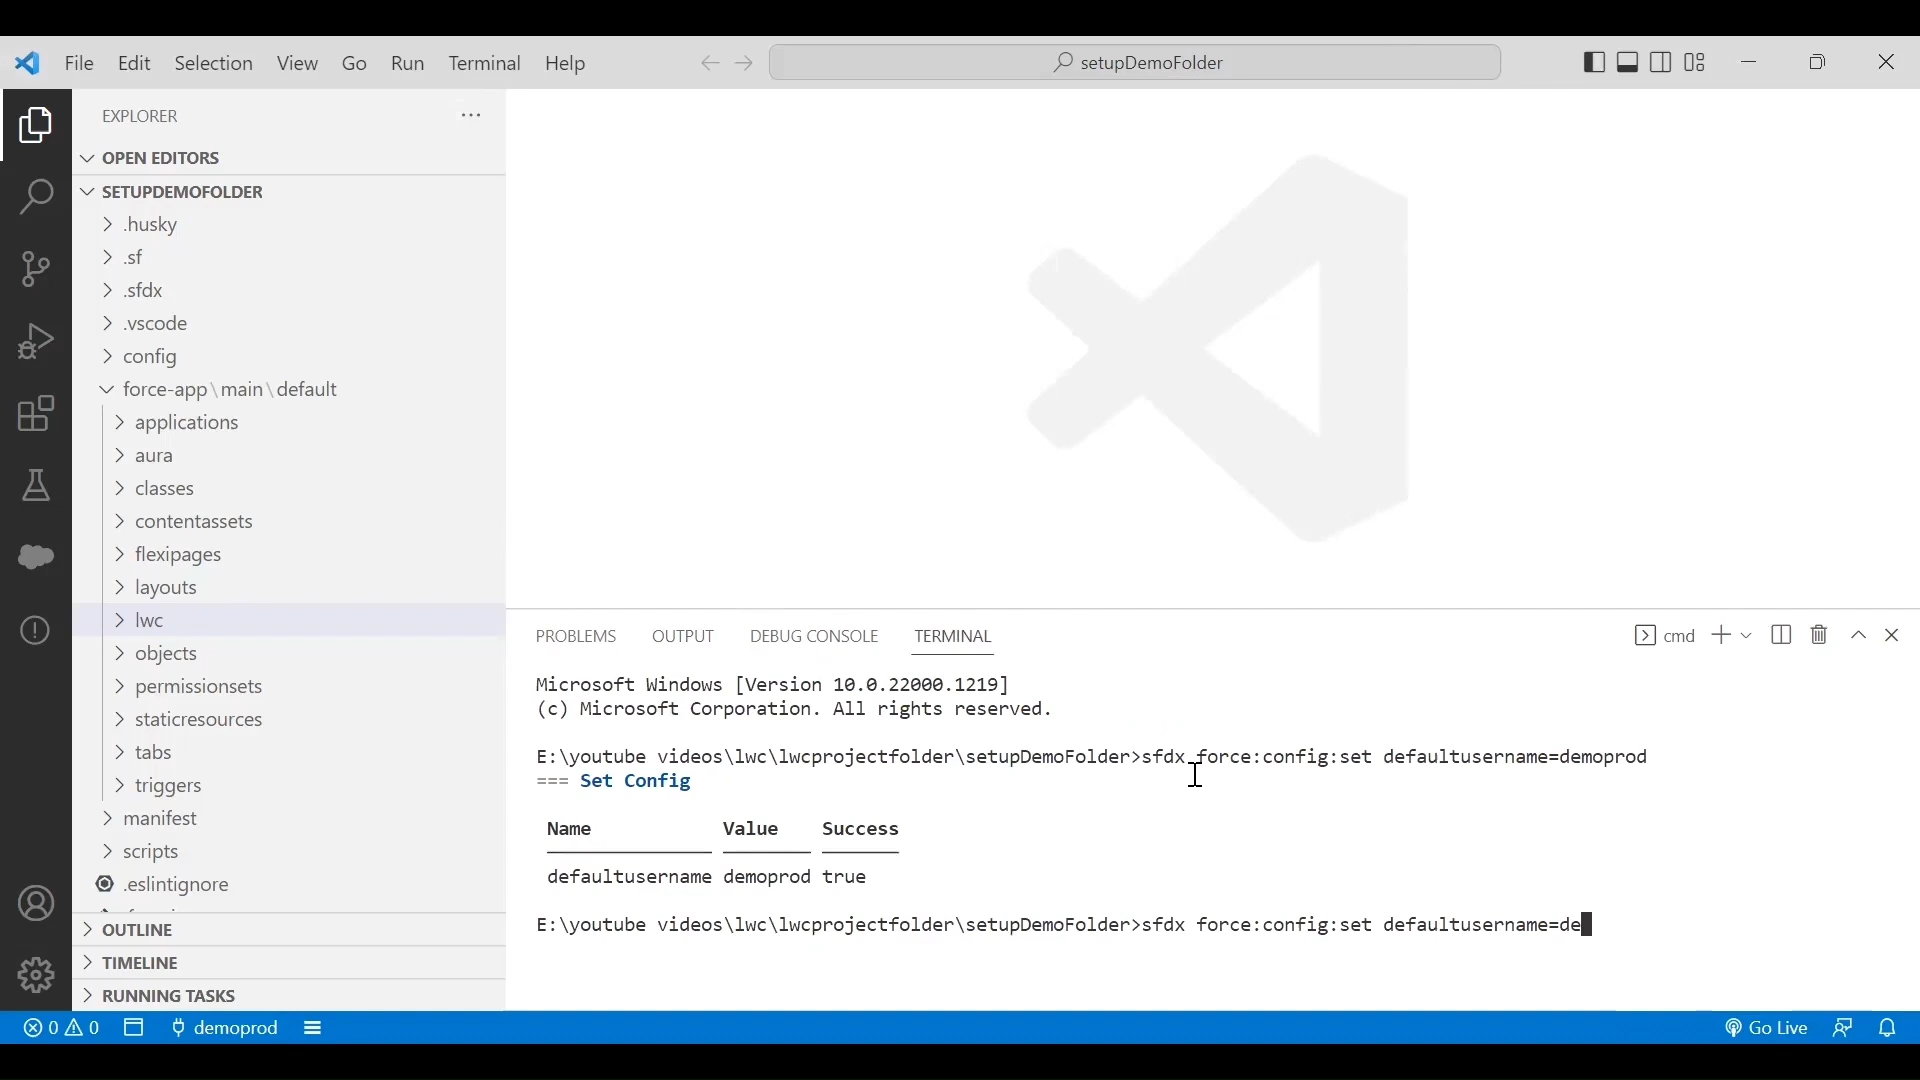 File Edit Selection View Go Run Terminal Help
setupDemoFolder
EXPLORER
OPEN EDITORS
SETUPDEMOFOLDER
.husky
.sf
.sfdx
.vscode
config
force-app\main\default
applications
aura
classes
contentassets
flexipages
layouts
lwc
objects
permissionsets
staticresources
tabs
triggers
manifest
scripts
.eslintignore
OUTLINE
TIMELINE
RUNNING TASKS
PROBLEMS OUTPUT DEBUG CONSOLE TERMINAL
cmd
Microsoft Windows [Version 10.0.22000.1219]
(c) Microsoft Corporation. All rights reserved.
E:\youtube videos\lwc\lwcprojectfolder\setupDemoFolder>sfdx force:config:set defaultusername=demoprod
=== Set Config
Name Value Success
defaultusername demoprod true
E:\youtube videos\lwc\lwcprojectfolder\setupDemoFolder>sfdx force:config:set defaultusername=de
0 0 demoprod
Go Live